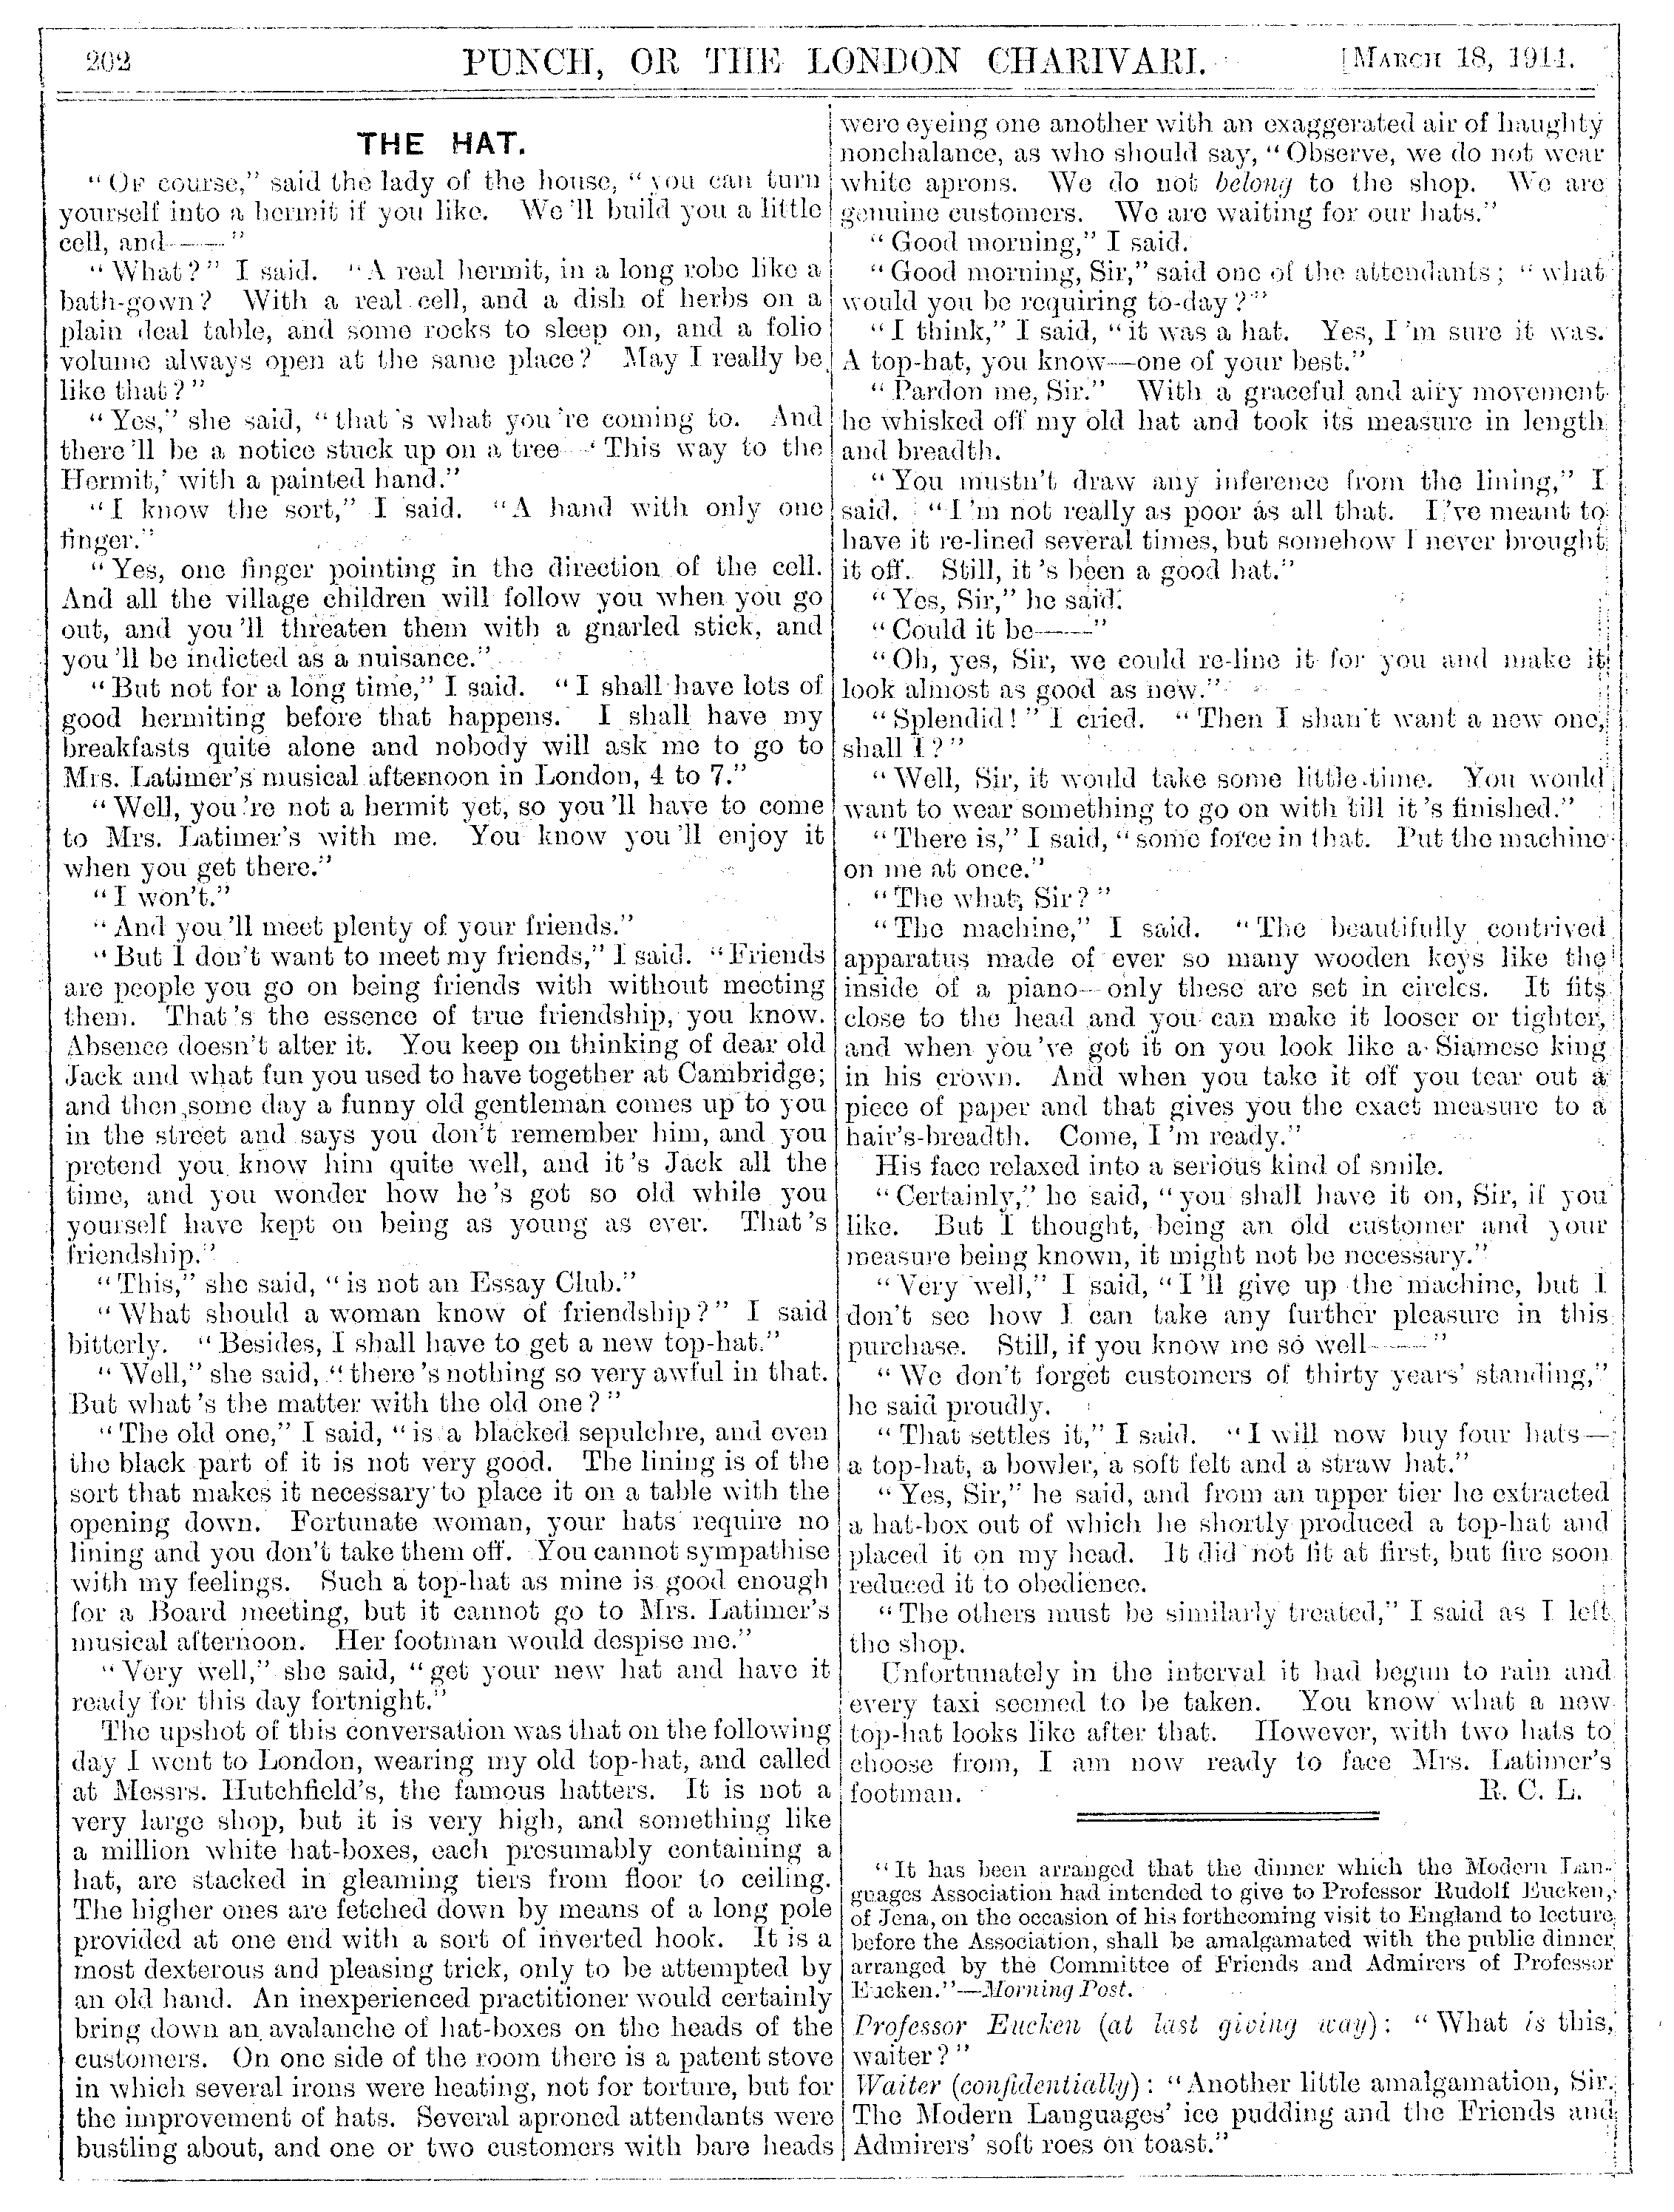 202
PUNCH, OR THE LONDON CHARIVARI.
[MARCH 18, 1914.
THE HAT.
"OF course," said the lady of the house, "you can turn
yourself into a hermit if you like. We'll build you a little
cell, and——"
"What?" I said. "A real hermit, in a long robe like a
bath-gown? With a real cell, and a dish of herbs on a
plain deal table, and some rocks to sleep on, and a folio
volume always open at the same place? May I really be
like that?"
"Yes," she said, "that's what you're coming to. And
there'll be a notice stuck up on a tree—'This way to the
Hermit,' with a painted hand."
"I know the sort," I said. "A hand with only one
finger."
"Yes, one finger pointing in the direction of the cell.
And all the village children will follow you when you go
out, and you'll threaten them with a gnarled stick, and
you'll be indicted as a nuisance."
"But not for a long time," I said. "I shall have lots of
good hermiting before that happens. I shall have my
breakfasts quite alone and nobody will ask me to go to
Mrs. Latimer's musical afternoon in London, 4 to 7."
"Well, you're not a hermit yet, so you'll have to come
to Mrs. Latimer's with me. You know you'll enjoy it
when you get there."
"I won't."
"And you'll meet plenty of your friends."
"But I don't want to meet my friends," I said. "Friends
are people you go on being friends with without meeting
them. That's the essence of true friendship, you know.
Absence doesn't alter it. You keep on thinking of dear old
Jack and what fun you used to have together at Cambridge;
and then some day a funny old gentleman comes up to you
in the street and says you don't remember him, and you
pretend you know him quite well, and it's Jack all the
time, and you wonder how he's got so old while you
yourself have kept on being as young as ever. That's
friendship."
"This," she said, "is not an Essay Club."
"What should a woman know of friendship?" I said
bitterly. "Besides, I shall have to get a new top-hat."
"Well," she said, "there's nothing so very awful in that.
But what's the matter with the old one?"
"The old one," I said, "is a blacked sepulchre, and even
the black part of it is not very good. The lining is of the
sort that makes it necessary to place it on a table with the
opening down. Fortunate woman, your hats require no
lining and you don't take them off. You cannot sympathise
with my feelings. Such a top-hat as mine is good enough
for a Board meeting, but it cannot go to Mrs. Latimer's
musical afternoon. Her footman would despise me."
"Very well," she said, "get your new hat and have it
ready for this day fortnight."
The upshot of this conversation was that on the following
day I went to London, wearing my old top-hat, and called
at Messrs. Hutchfield's, the famous hatters. It is not a
very large shop, but it is very high, and something like
a million white hat-boxes, each presumably containing a
hat, are stacked in gleaming tiers from floor to ceiling.
The higher ones are fetched down by means of a long pole
provided at one end with a sort of inverted hook. It is a
most dexterous and pleasing trick, only to be attempted by
an old hand. An inexperienced practitioner would certainly
bring down an avalanche of hat-boxes on the heads of the
customers. On one side of the room there is a patent stove
in which several irons were heating, not for torture, but for
the improvement of hats. Several aproned attendants were
bustling about, and one or two customers with bare heads
were eyeing one another with an exaggerated air of haughty
nonchalance, as who should say, "Observe, we do not wear
white aprons. We do not belong to the shop. We are
genuine customers. We are waiting for our hats."
"Good morning," I said.
"Good morning, Sir," said one of the attendants; "what
would you be requiring to-day?"
"I think," I said, "it was a hat. Yes, I'm sure it was.
A top-hat, you know—one of your best."
"Pardon me, Sir." With a graceful and airy movement
he whisked off my old hat and took its measure in length
and breadth.
"You mustn't draw any inference from the lining," I
said. "I'm not really as poor as all that. I've meant to
have it re-lined several times, but somehow I never brought
it off. Still, it's been a good hat."
"Yes, Sir," he said.
"Could it be——"
"Oh, yes, Sir, we could re-line it for you and make it
look almost as good as new."
"Splendid!" I cried. "Then I shan't want a new one,
shall I?"
"Well, Sir, it would take some little time. You would
want to wear something to go on with till it's finished."
"There is," I said, "some force in that. Put the machine
on me at once."
"The what, Sir?"
"The machine," I said. "The beautifully contrived
apparatus made of ever so many wooden keys like the
inside of a piano—only these are set in circles. It fits
close to the head and you can make it looser or tighter,
and when you've got it on you look like a Siamese king
in his crown. And when you take it off you tear out a
piece of paper and that gives you the exact measure to a
hair's-breadth. Come, I'm ready."
His face relaxed into a serious kind of smile.
"Certainly," he said, "you shall have it on, Sir, if you
like. But I thought, being an old customer and your
measure being known, it might not be necessary."
"Very well," I said, "I'll give up the machine, but I
don't see how I can take any further pleasure in this
purchase. Still, if you know me so well——"
"We don't forget customers of thirty years' standing,"
he said proudly.
"That settles it," I said. "I will now buy four hats—
a top-hat, a bowler, a soft felt and a straw hat."
"Yes, Sir," he said, and from an upper tier he extracted
a hat-box out of which he shortly produced a top-hat and
placed it on my head. It did not fit at first, but fire soon
reduced it to obedience.
"The others must be similarly treated," I said as I left
the shop.
Unfortunately in the interval it had begun to rain and
every taxi seemed to be taken. You know what a new
top-hat looks like after that. However, with two hats to
choose from, I am now ready to face Mrs. Latimer's
footman.
R. C. L.
"It has been arranged that the dinner which the Modern Lan-
guages Association had intended to give to Professor Rudolf Eucken,
of Jena, on the occasion of his forthcoming visit to England to lecture
before the Association, shall be amalgamated with the public dinner
arranged by the Committee of Friends and Admirers of Professor
Eucken."—Morning Post.
Professor Eucken (at last giving way): "What is this,
waiter?"
Waiter (confidentially): "Another little amalgamation, Sir.
The Modern Languages' ice pudding and the Friends and
Admirers' soft roes on toast."